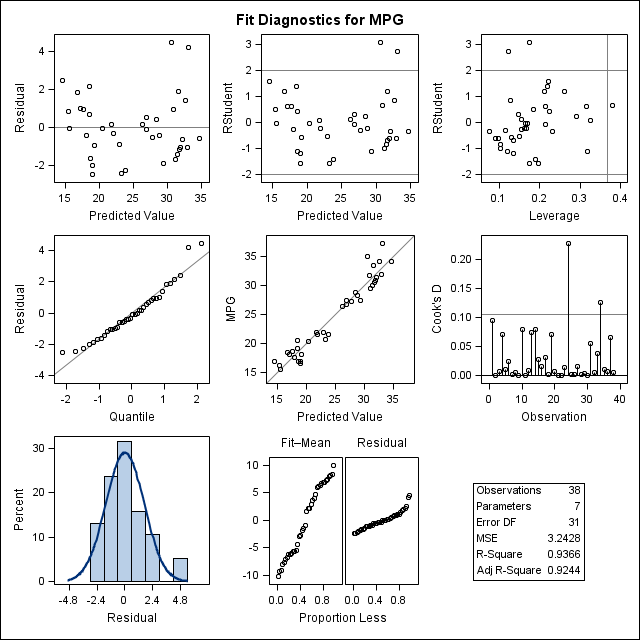 Fit Diagnostics for MPG
Residual
4
2
0
-2
15 20 25 30 35
Predicted Value
RStudent
3
2
1
0
-1
-2
15 20 25 30 35
Predicted Value
RStudent
3
2
1
0
-1
-2
0.1 0.2 0.3 0.4
Leverage
Residual
4
2
0
-2
-4
-2 -1 0 1 2
Quantile
MPG
35
30
25
20
15
15 20 25 30 35
Predicted Value
Cook's D
0.20
0.15
0.10
0.05
0.00
0 10 20 30 40
Observation
Percent
30
20
10
0
-4.8 -2.4 0 2.4 4.8
Residual
Fit–Mean Residual
10
5
0
-5
-10
0.0 0.4 0.8 0.0 0.4 0.8
Proportion Less
Observations 38
Parameters 7
Error DF 31
MSE 3.2428
R-Square 0.9366
Adj R-Square 0.9244